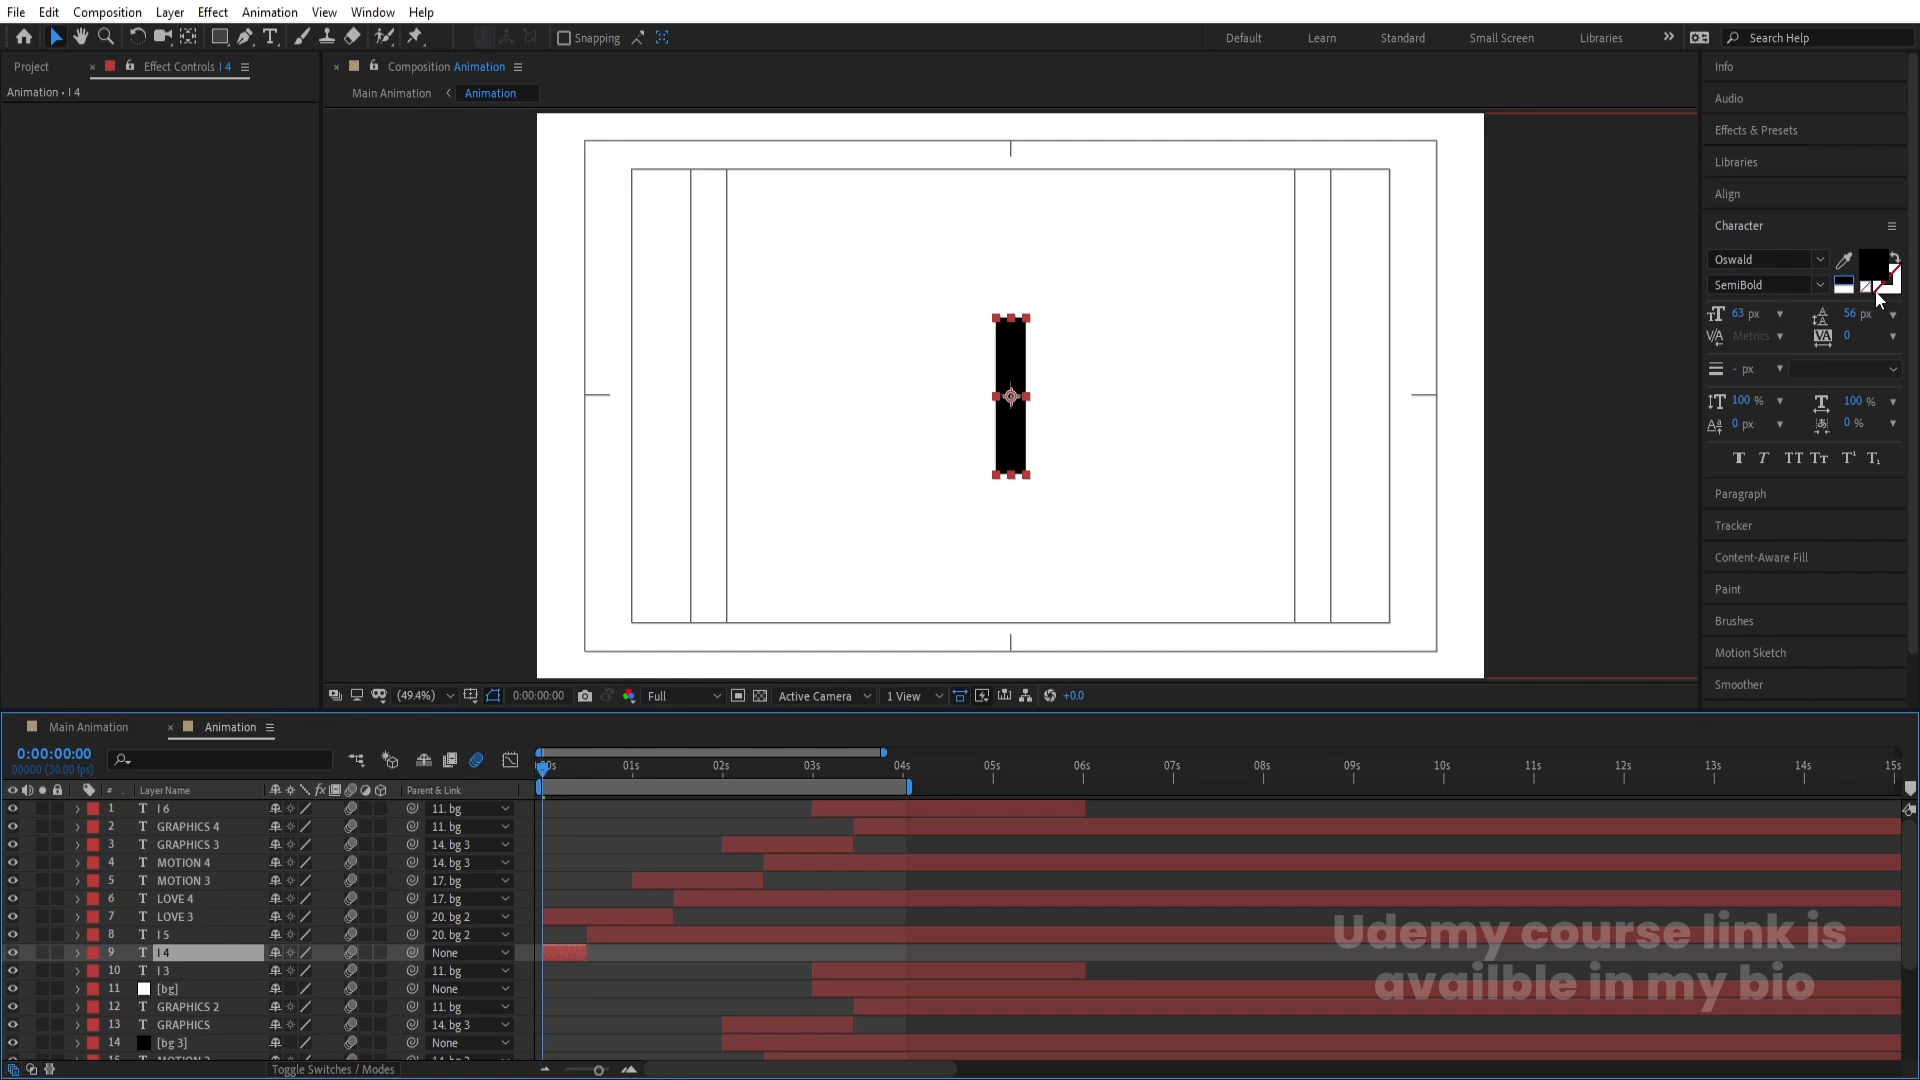 File Edit Composition Layer Effect Animation View Window Help
Snapping
Default Learn Standard Small Screen Libraries Search Help
Project Effect Controls I 4
Animation • I 4
Composition Animation
Main Animation Animation
I
Info
Audio
Effects & Presets
Libraries
Align
Character
Oswald
SemiBold
63 px 56 px
Metrics 0
- px
100 % 100 %
0 px 0 %
Paragraph
Tracker
Content-Aware Fill
Paint
Brushes
Motion Sketch
Smoother
(49.4%) 0:00:00:00 Full Active Camera 1 View +0.0
Main Animation Animation
0:00:00:00
00000 (30.00 fps)
# Layer Name Parent & Link
01s 02s 03s 04s 05s 06s 07s 08s 09s 10s 11s 12s 13s 14s 15s
1 T I 6 11. bg
2 T GRAPHICS 4 11. bg
3 T GRAPHICS 3 14. bg 3
4 T MOTION 4 14. bg 3
5 T MOTION 3 17. bg
6 T LOVE 4 17. bg
7 T LOVE 3 20. bg 2
8 T I 5 20. bg 2
9 T I 4 None
10 T I 3 11. bg
11 [bg] None
12 T GRAPHICS 2 11. bg
13 T GRAPHICS 14. bg 3
14 [bg 3] None
Toggle Switches / Modes
Udemy course link is
availble in my bio